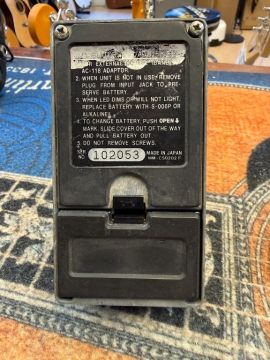 AC-118 ADAPTOR.
2. WHEN UNIT IS NOT IN USE, REMOVE
PLUG FROM INPUT JACK TO PRE-
SERVE BATTERY.
3. WHEN LED DIMS OR WILL NOT LIGHT,
REPLACE BATTERY WITH S-006P OR
ALKALINE.
4. TO CHANGE BATTERY, PUSH OPEN
MARK, SLIDE COVER OUT OF THE WAY
AND PULL BATTERY OUT.
5. DO NOT REMOVE SCREWS.
102053 MADE IN JAPAN